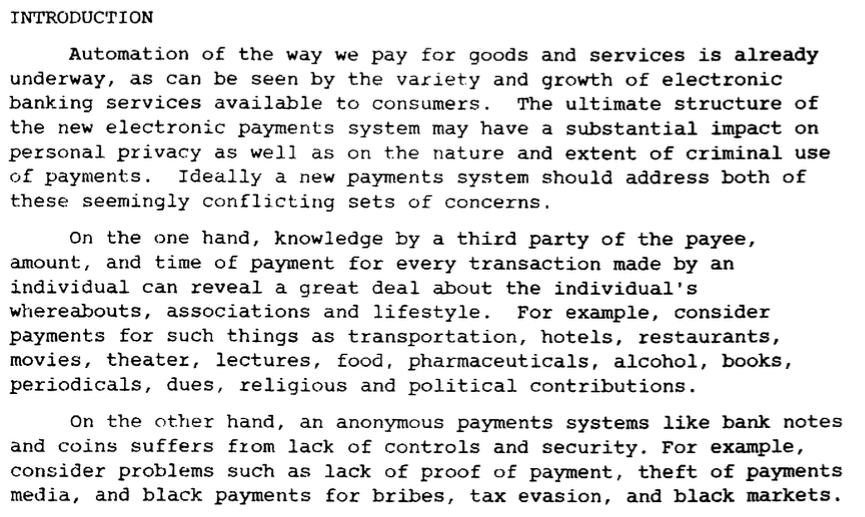 INTRODUCTION
Automation of the way we pay for goods and services is already
underway, as can be seen by the variety and growth of electronic
banking services available to consumers. The ultimate structure of
the new electronic payments system may have a substantial impact on
personal privacy as well as on the nature and extent of criminal use
of payments. Ideally a new payments system should address both of
these seemingly conflicting sets of concerns.
On the one hand, knowledge by a third party of the payee,
amount, and time of payment for every transaction made by an
individual can reveal a great deal about the individual's
whereabouts, associations and lifestyle. For example, consider
payments for such things as transportation, hotels, restaurants,
movies, theater, lectures, food, pharmaceuticals, alcohol, books,
periodicals, dues, religious and political contributions.
On the other hand, an anonymous payments systems like bank notes
and coins suffers from lack of controls and security. For example,
consider problems such as lack of proof of payment, theft of payments
media, and black payments for bribes, tax evasion, and black markets.